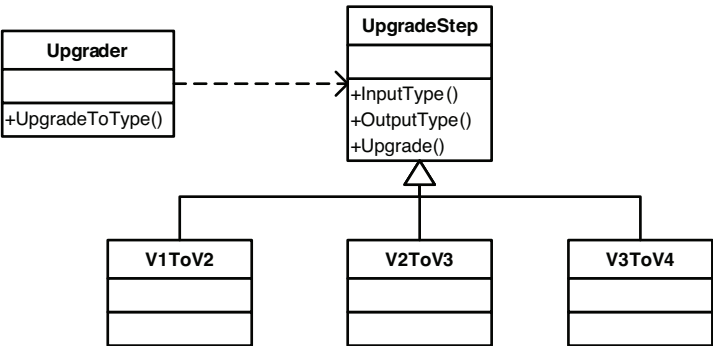 Upgrader
+UpgradeToType()
UpgradeStep
+InputType()
+OutputType()
+Upgrade()
V1ToV2
V2ToV3
V3ToV4